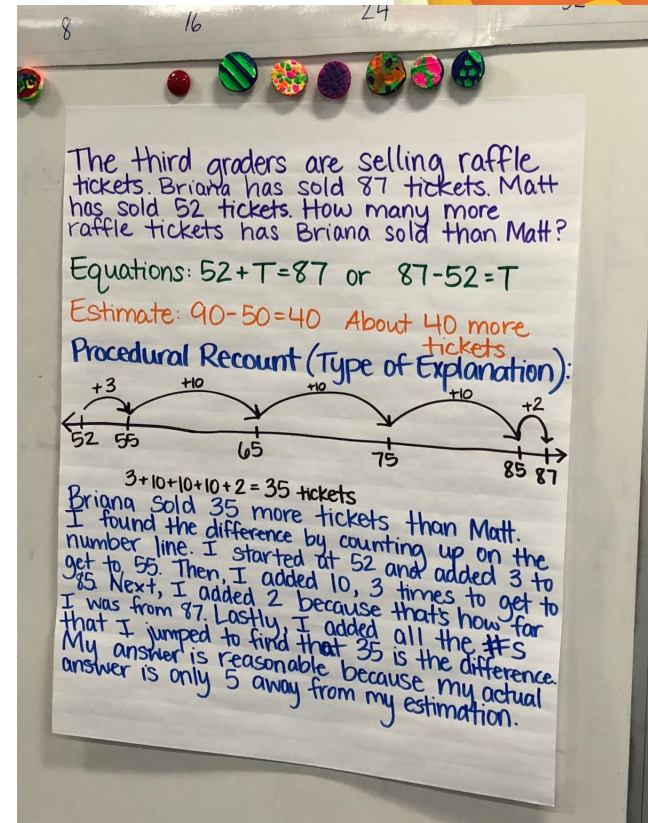 8 16 24
The third graders are selling raffle
tickets. Briana has sold 87 tickets. Matt
has sold 52 tickets. How many more
raffle tickets has Briana sold than Matt?
Equations: 52+T=87 or 87-52=T
Estimate: 90-50=40 About 40 more
tickets
Procedural Recount (Type of Explanation):
+3 +10 +10 +10 +2
52 55 65 75 85 87
3+10+10+10+2=35 tickets
Briana sold 35 more tickets than Matt.
I found the difference by counting up on the
number line. I started at 52 and added 3 to
get to 55. Then, I added 10, 3 times to get to
85. Next, I added 2 because that's how far
I was from 87. Lastly, I added all the #s
that I jumped to find that 35 is the difference.
My answer is reasonable because my actual
answer is only 5 away from my estimation.